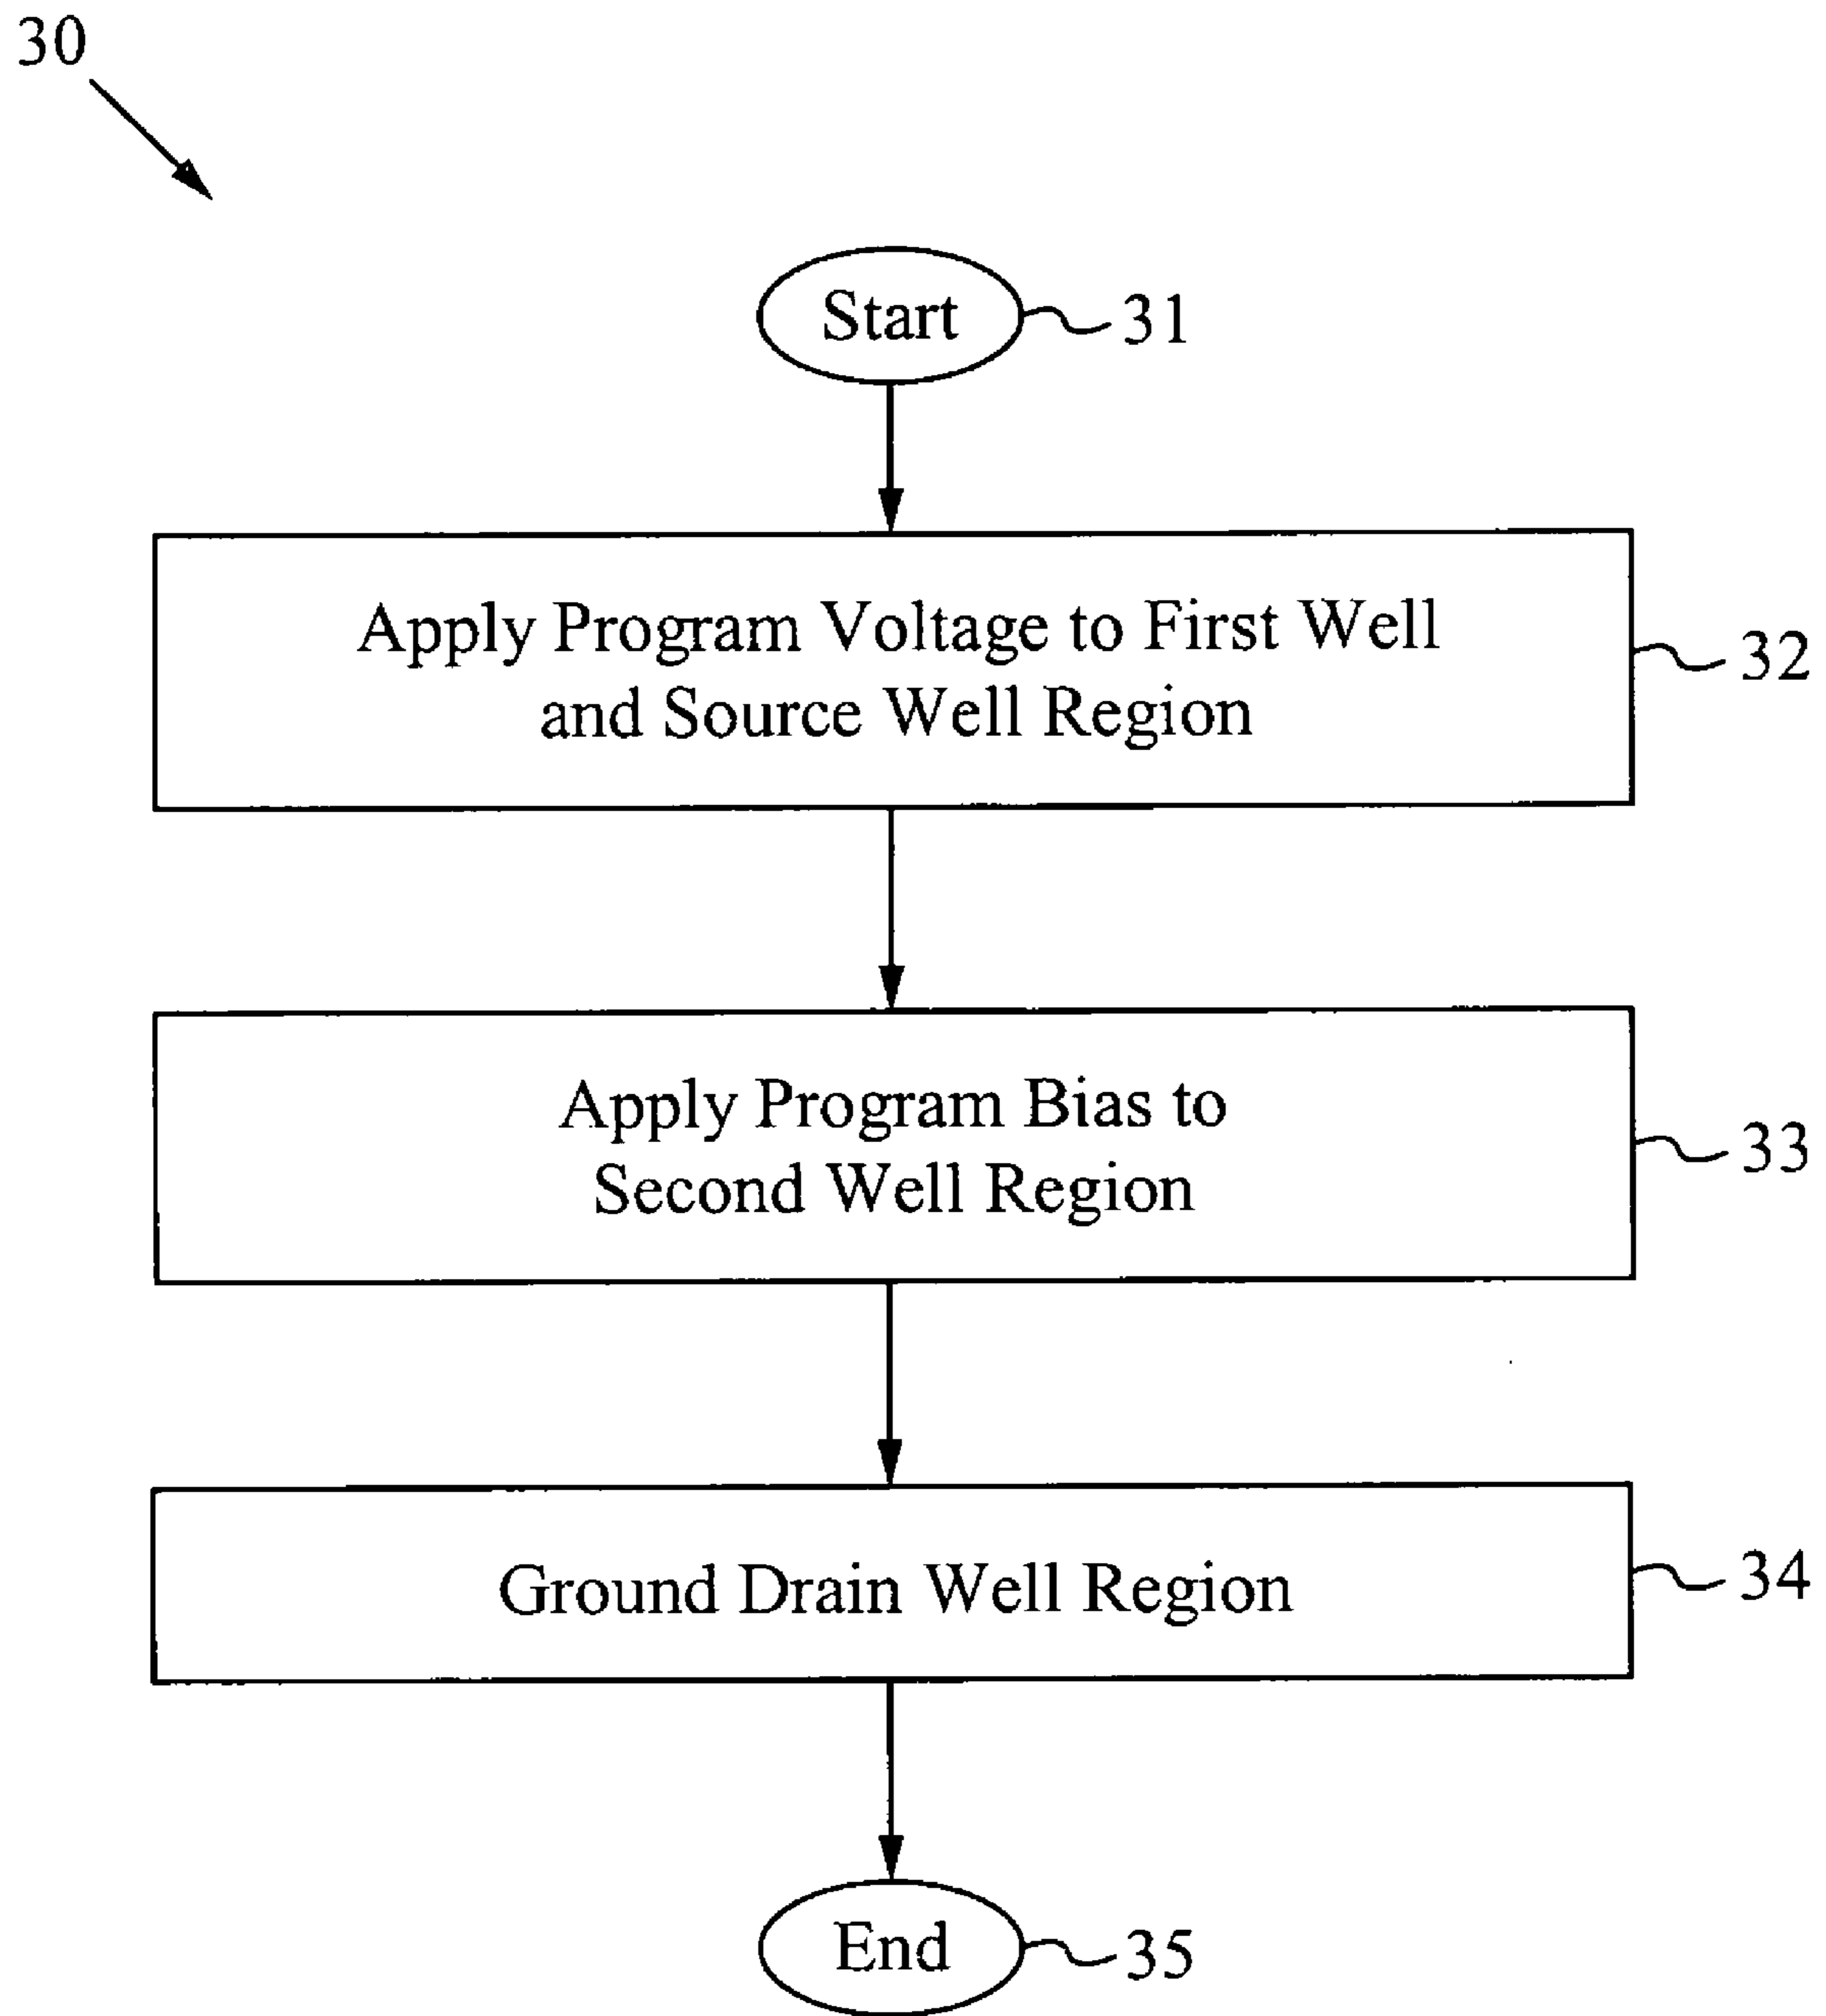 30
Start
31
Apply Program Voltage to First Well
and Source Well Region
32
Apply Program Bias to
Second Well Region
33
Ground Drain Well Region
34
End
35